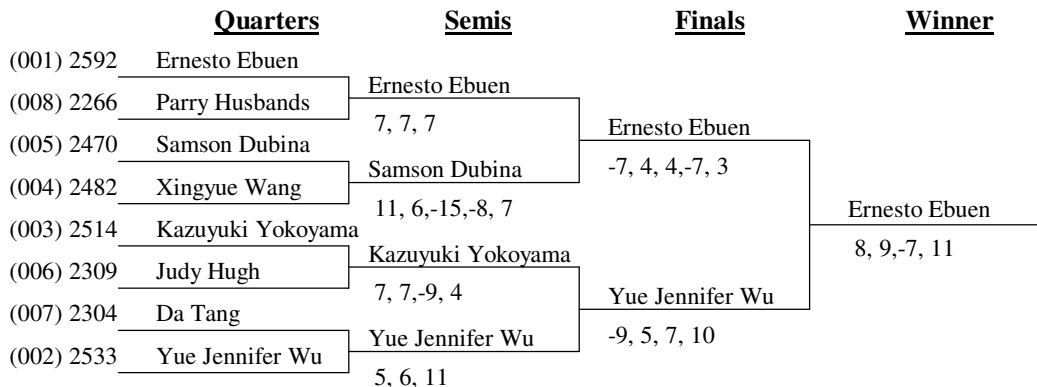 Quarters Semis Finals Winner
(001) 2592 Ernesto Ebuen
Ernesto Ebuen
(008) 2266 Parry Husbands
7, 7, 7
Ernesto Ebuen
(005) 2470 Samson Dubina
-7, 4, 4,-7, 3
Samson Dubina
(004) 2482 Xingyue Wang
11, 6,-15,-8, 7
Ernesto Ebuen
(003) 2514 Kazuyuki Yokoyama
8, 9,-7, 11
Kazuyuki Yokoyama
(006) 2309 Judy Hugh
7, 7,-9, 4
Yue Jennifer Wu
(007) 2304 Da Tang
-9, 5, 7, 10
Yue Jennifer Wu
(002) 2533 Yue Jennifer Wu
5, 6, 11